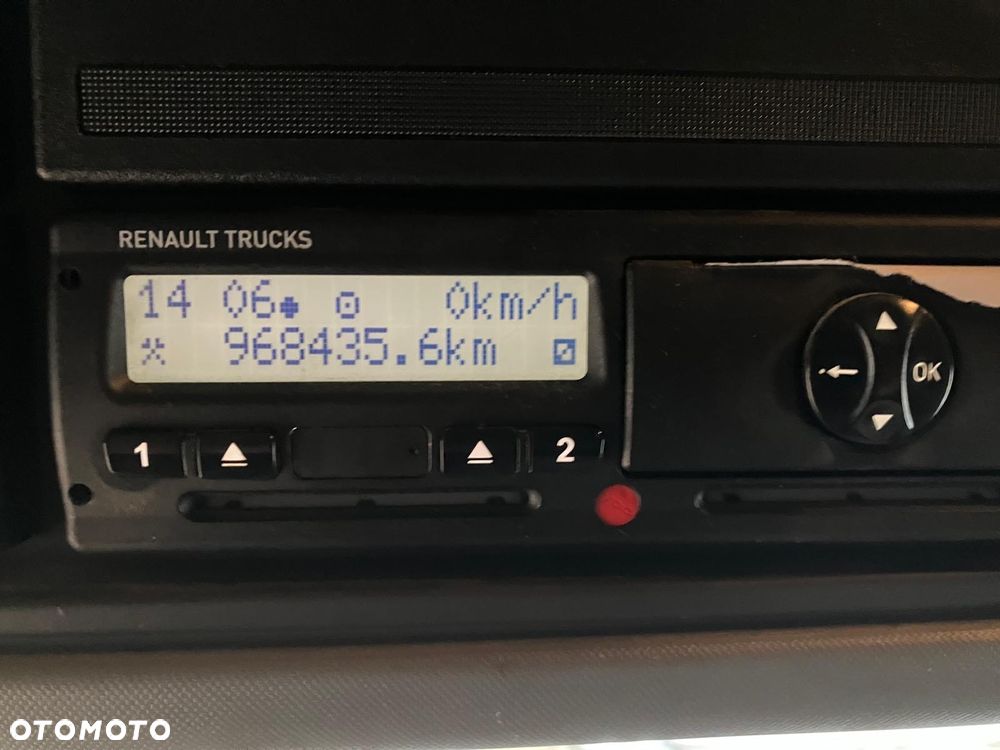 RENAULT TRUCKS
14 06 0km/h
968435.6km
1
2
OK
OTOMOTO